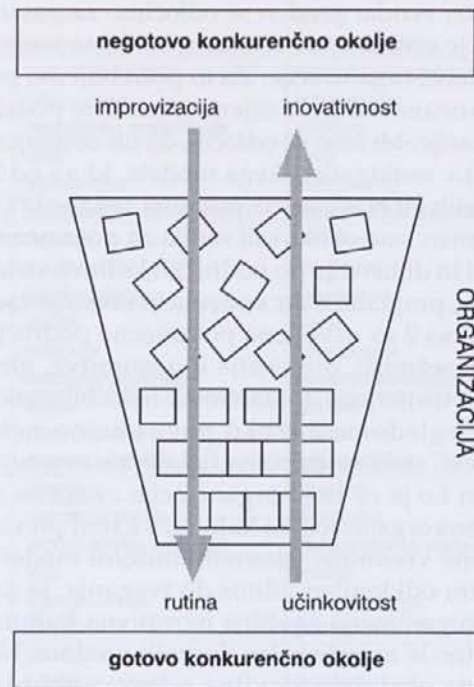 negotovo konkurenčno okolje
improvizacija inovativnost
ORGANIZACIJA
rutina učinkovitost
gotovo konkurenčno okolje